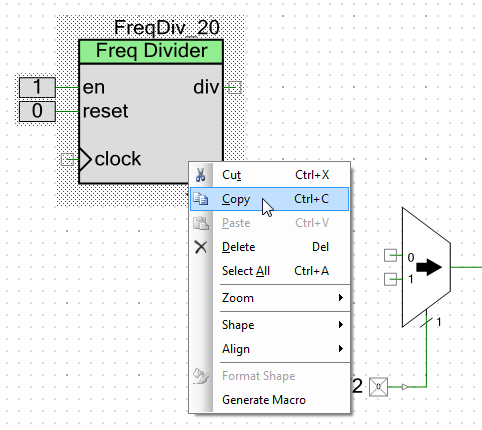 FreqDiv_20
Freq Divider
1 en div
0 reset
clock
Cut Ctrl+X
Copy Ctrl+C
Paste Ctrl+V
Delete Del
Select All Ctrl+A
Zoom
Shape
Align
Format Shape
Generate Macro
0
1
1
2 0